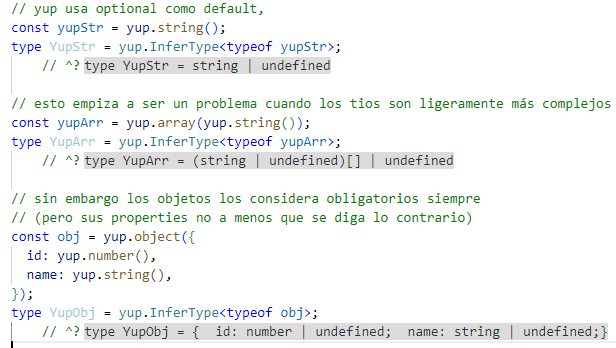 // yup usa optional como default,
const yupStr = yup.string();
type YupStr = yup.InferType<typeof yupStr>;
    // ^? type YupStr = string | undefined
// esto empiza a ser un problema cuando los tios son ligeramente más complejos
const yupArr = yup.array(yup.string());
type YupArr = yup.InferType<typeof yupArr>;
    // ^? type YupArr = (string | undefined)[] | undefined
// sin embargo los objetos los considera obligatorios siempre
// (pero sus properties no a menos que se diga lo contrario)
const obj = yup.object({
  id: yup.number(),
  name: yup.string(),
});
type YupObj = yup.InferType<typeof obj>;
    // ^? type YupObj = {  id: number | undefined;  name: string | undefined;}